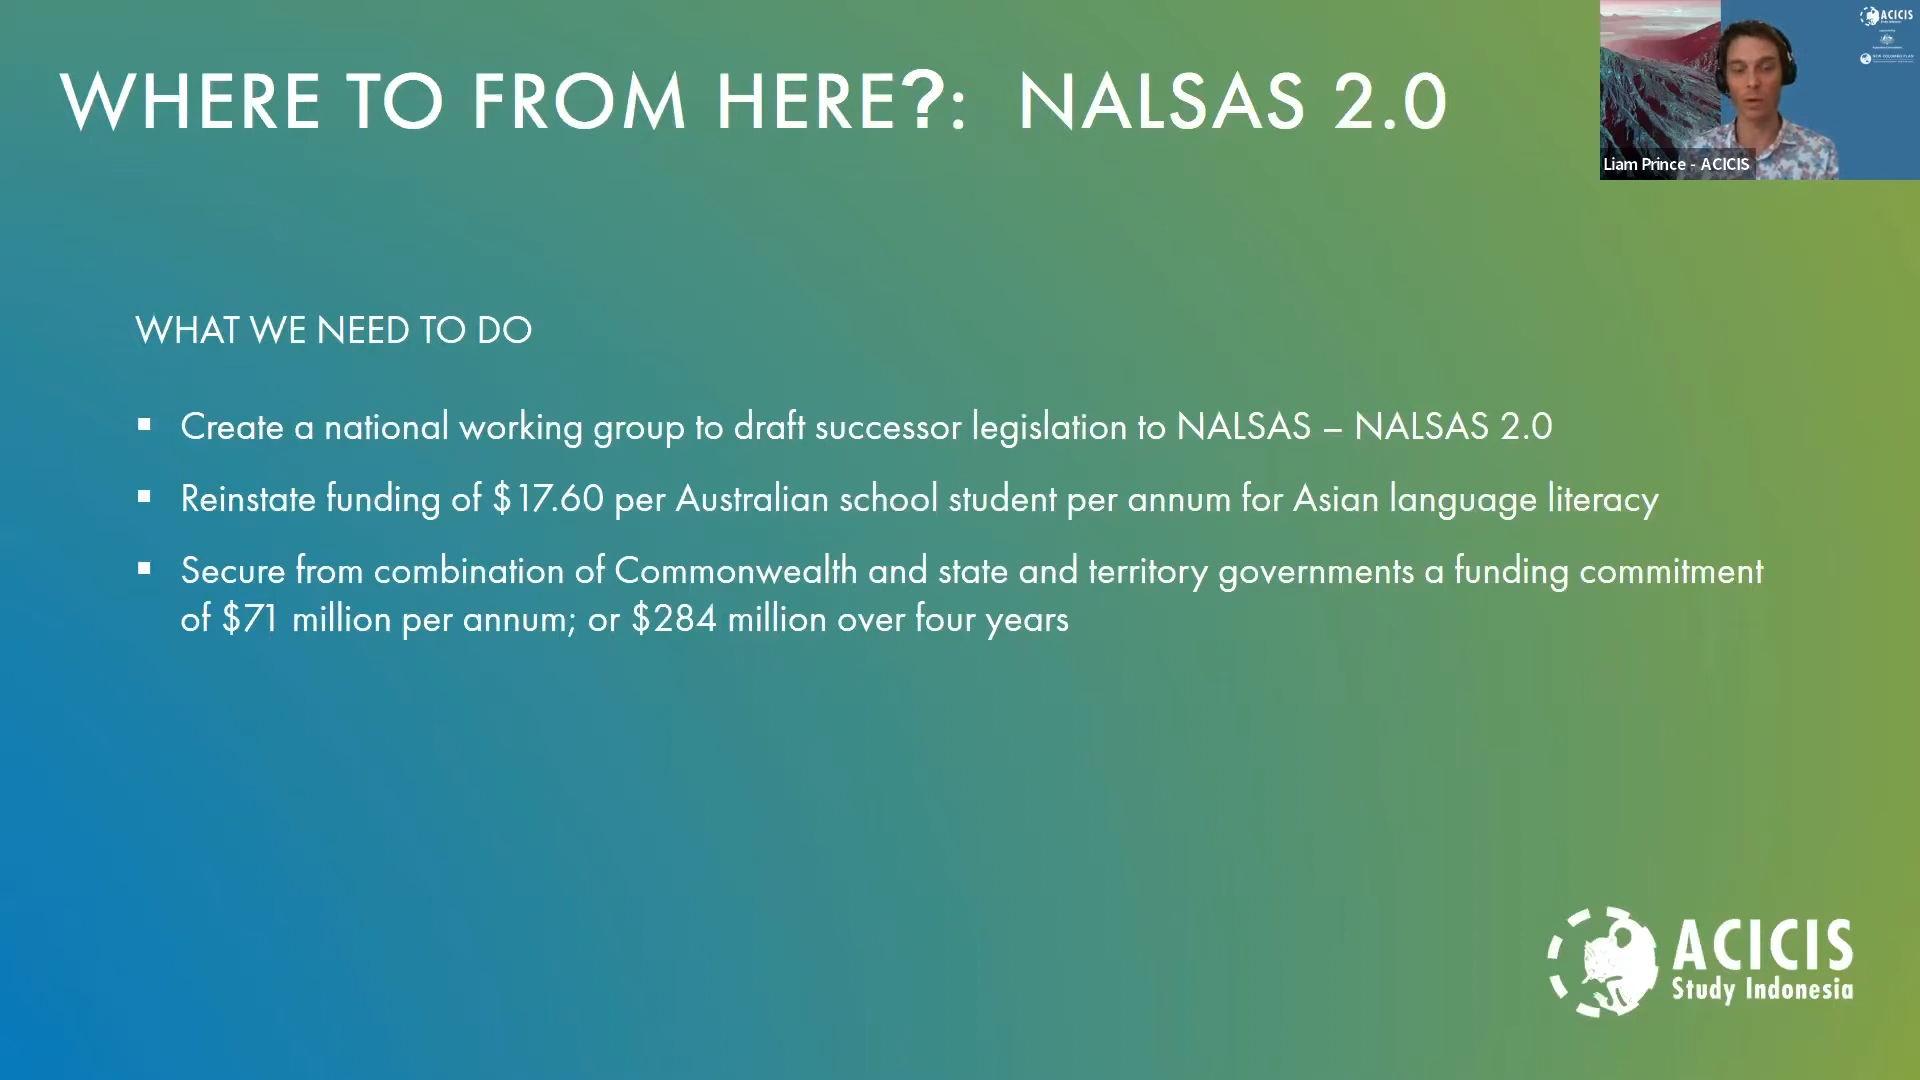 WHERE TO FROM HERE?: NALSAS 2.0
ACICIS
Liam Prince - ACICIS
WHAT WE NEED TO DO
▪ Create a national working group to draft successor legislation to NALSAS – NALSAS 2.0
▪ Reinstate funding of $17.60 per Australian school student per annum for Asian language literacy
▪ Secure from combination of Commonwealth and state and territory governments a funding commitment
of $71 million per annum; or $284 million over four years
ACICIS
Study Indonesia